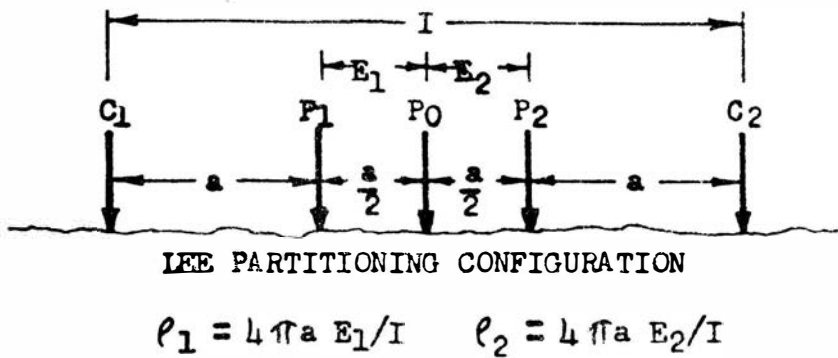 I
E₁ E₂
C₁ P₁ P₀ P₂ C₂
a a/2 a/2 a
LEE PARTITIONING CONFIGURATION
ρ₁ = 4πa E₁/I ρ₂ = 4πa E₂/I